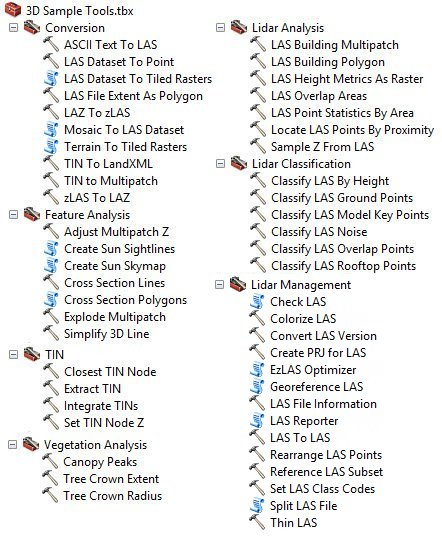 3D Sample Tools.tbx
Conversion
ASCII Text To LAS
LAS Dataset To Point
LAS Dataset To Tiled Rasters
LAS File Extent As Polygon
LAZ To zLAS
Mosaic To LAS Dataset
Terrain To Tiled Rasters
TIN To LandXML
TIN to Multipatch
zLAS To LAZ
Feature Analysis
Adjust Multipatch Z
Create Sun Sightlines
Create Sun Skymap
Cross Section Lines
Cross Section Polygons
Explode Multipatch
Simplify 3D Line
TIN
Closest TIN Node
Extract TIN
Integrate TINs
Set TIN Node Z
Vegetation Analysis
Canopy Peaks
Tree Crown Extent
Tree Crown Radius
Lidar Analysis
LAS Building Multipatch
LAS Building Polygon
LAS Height Metrics As Raster
LAS Overlap Areas
LAS Point Statistics By Area
Locate LAS Points By Proximity
Sample Z From LAS
Lidar Classification
Classify LAS By Height
Classify LAS Ground Points
Classify LAS Model Key Points
Classify LAS Noise
Classify LAS Overlap Points
Classify LAS Rooftop Points
Lidar Management
Check LAS
Colorize LAS
Convert LAS Version
Create PRJ for LAS
EzLAS Optimizer
Georeference LAS
LAS File Information
LAS Reporter
LAS To LAS
Rearrange LAS Points
Reference LAS Subset
Set LAS Class Codes
Split LAS File
Thin LAS